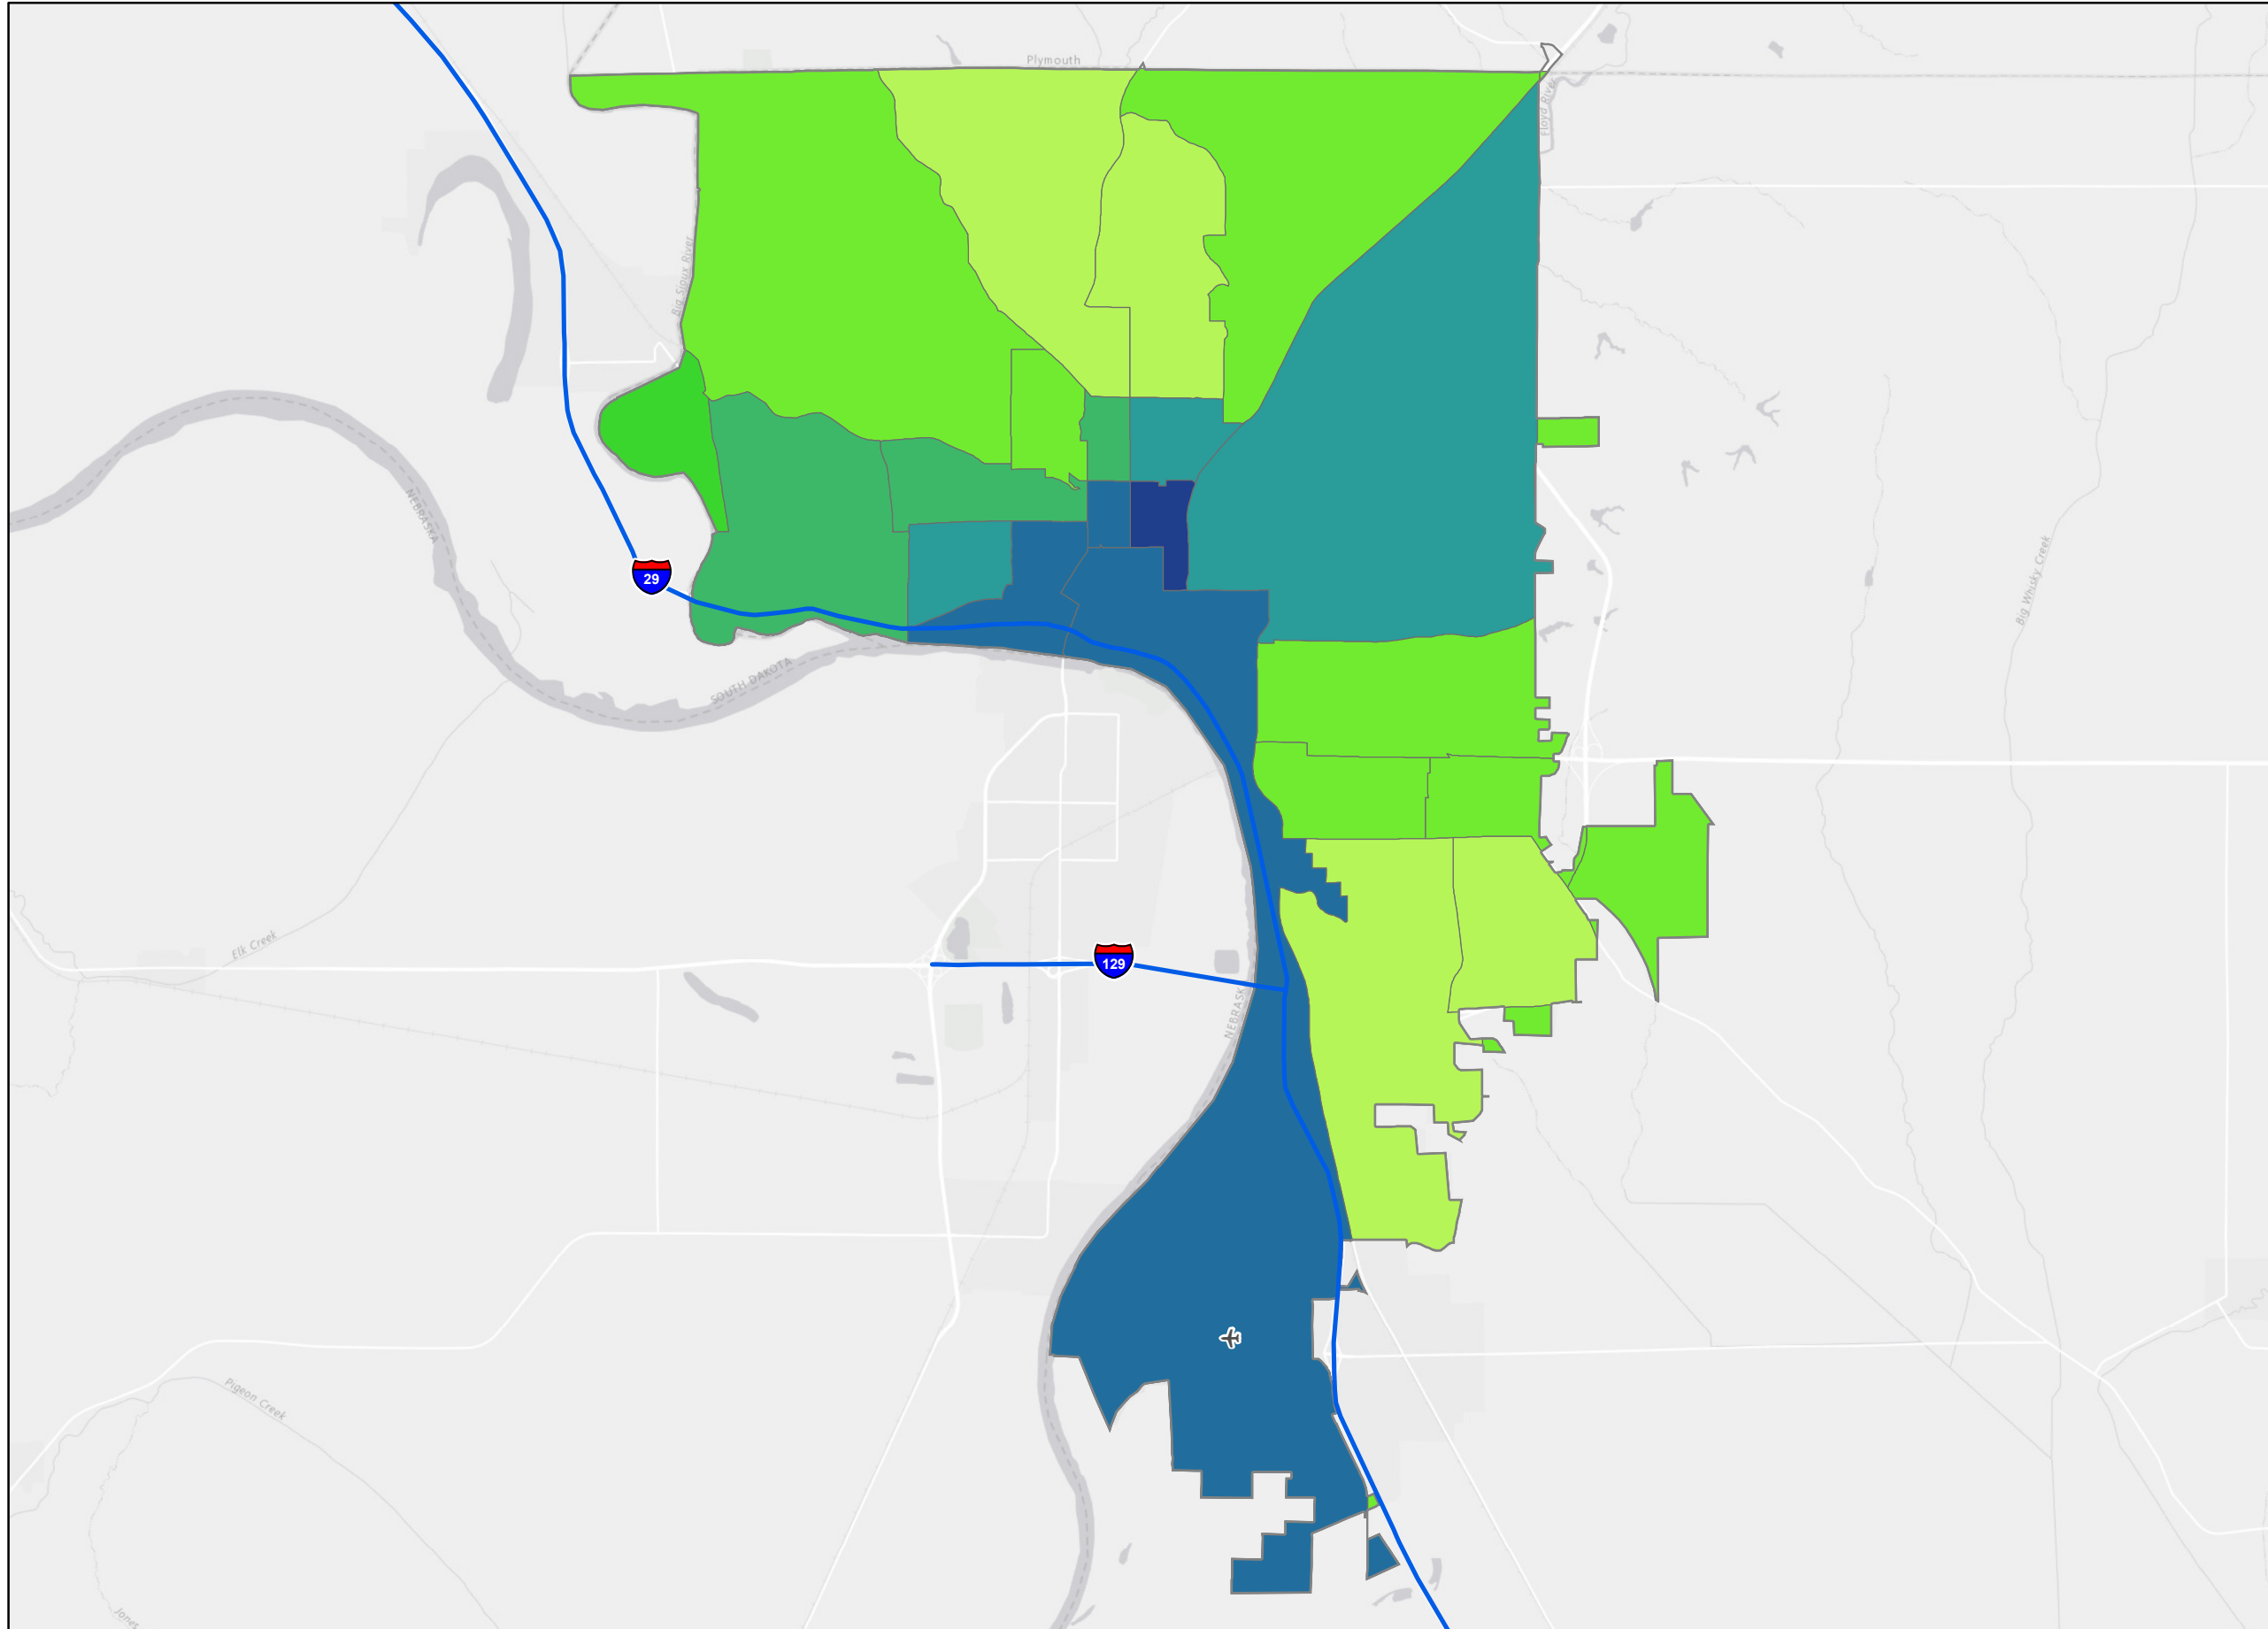 Plymouth
Floyd River
Big Sioux River
NEBRASKA
29
Big Whisky Creek
SOUTH DAKOTA
Elk Creek
129
NEBRASK
Pigeon Creek
Jones